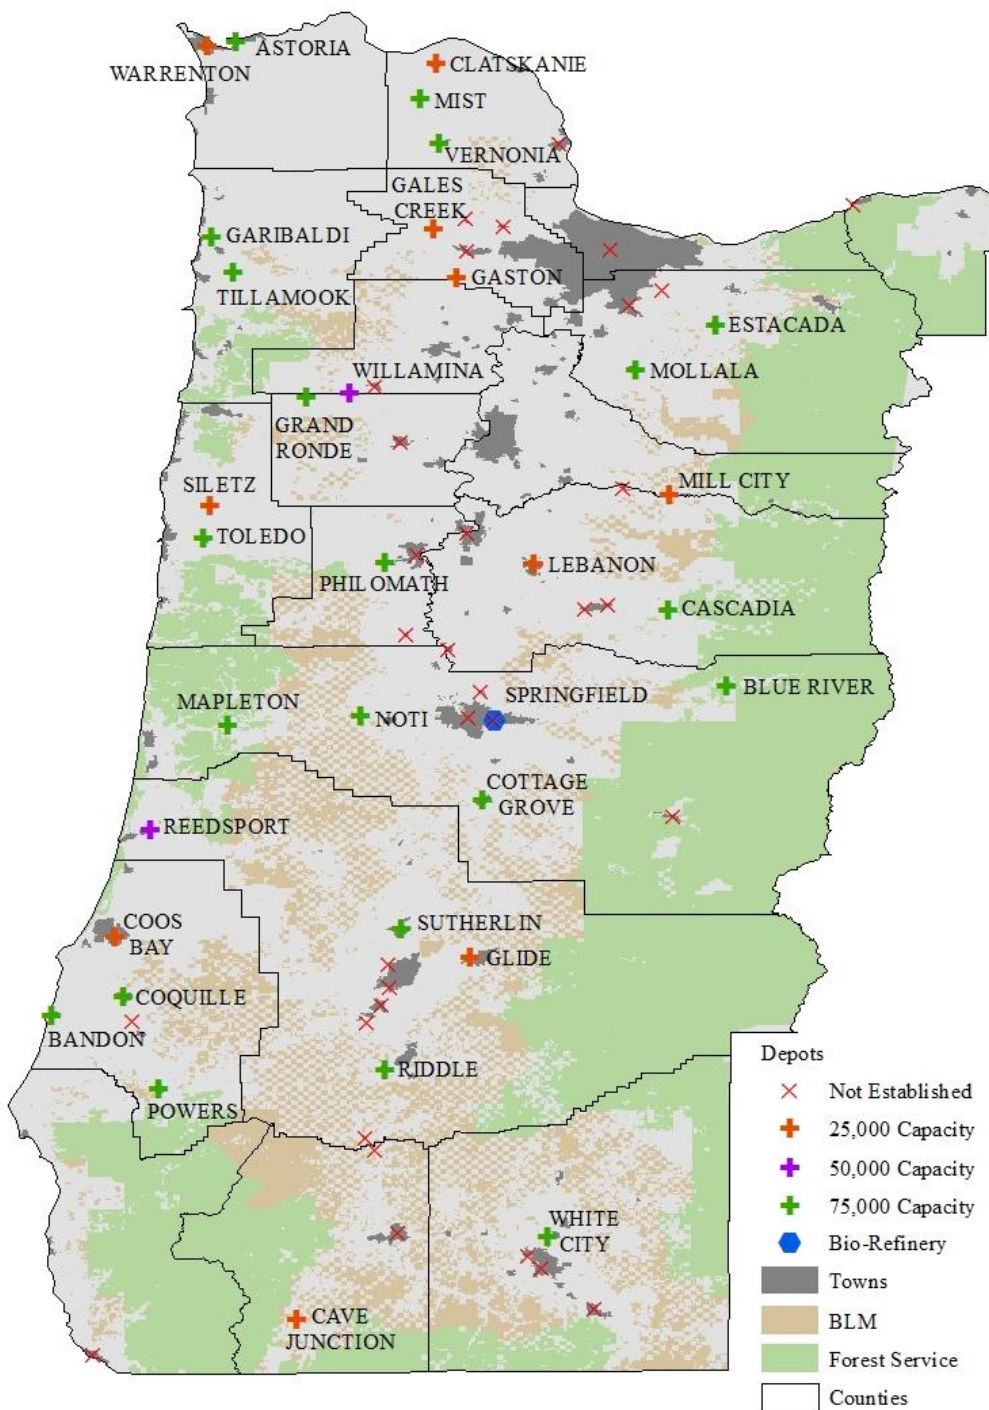 ASTORIA
WARRENTON
CLATSKANIE
MIST
VERNONIA
GALES
CREEK
GARIBALDI
GASTON
TILLAMOOK
ESTACADA
WILLAMINA
MOLLALA
GRAND
RONDE
SILETZ
MILL CITY
TOLEDO
LEBANON
PHILOMATH
CASCADIA
SPRINGFIELD
BLUE RIVER
MAPLETON
NOTI
COTTAGE
GROVE
REEDSPORT
COOS
BAY
SUTHERLIN
GLIDE
COQUILLE
BANDON
RIDDLE
POWERS
WHITE
CITY
CAVE
JUNCTION
Depots
Not Established
25,000 Capacity
50,000 Capacity
75,000 Capacity
Bio-Refinery
Towns
BLM
Forest Service
Counties